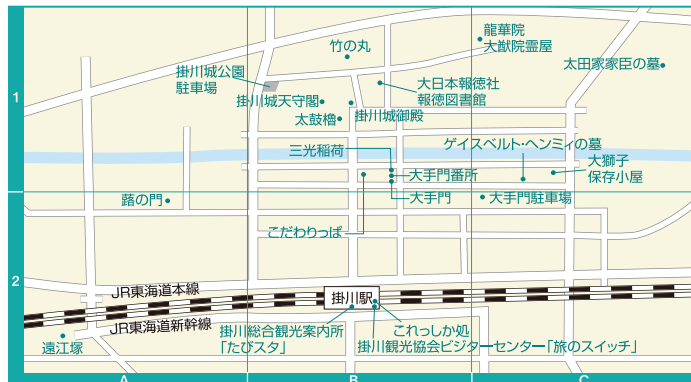 龍華院
大猷院霊屋
竹の丸
太田家家臣の墓
掛川城公園
駐車場
大日本報徳社
報徳図書館
1
掛川城天守閣
掛川城御殿
太鼓櫓
ゲイスベルト・ヘンミィの墓
三光稲荷
大獅子
保存小屋
大手門番所
蕗の門
大手門
大手門駐車場
こだわりっぱ
2
JR東海道本線
掛川駅
JR東海道新幹線
掛川総合観光案内所
「たびスタ」
これっしか処
掛川観光協会ビジターセンター「旅のスイッチ」
遠江塚
A
B
C